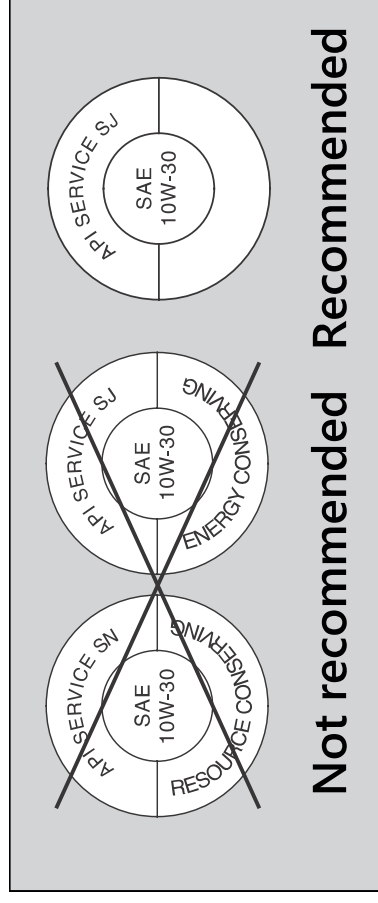 API SERVICE SN
SAE
10W-30
RESOURCE CONSERVING
API SERVICE SJ
SAE
10W-30
ENERGY CONSERVING
Not recommended
API SERVICE SJ
SAE
10W-30
Recommended